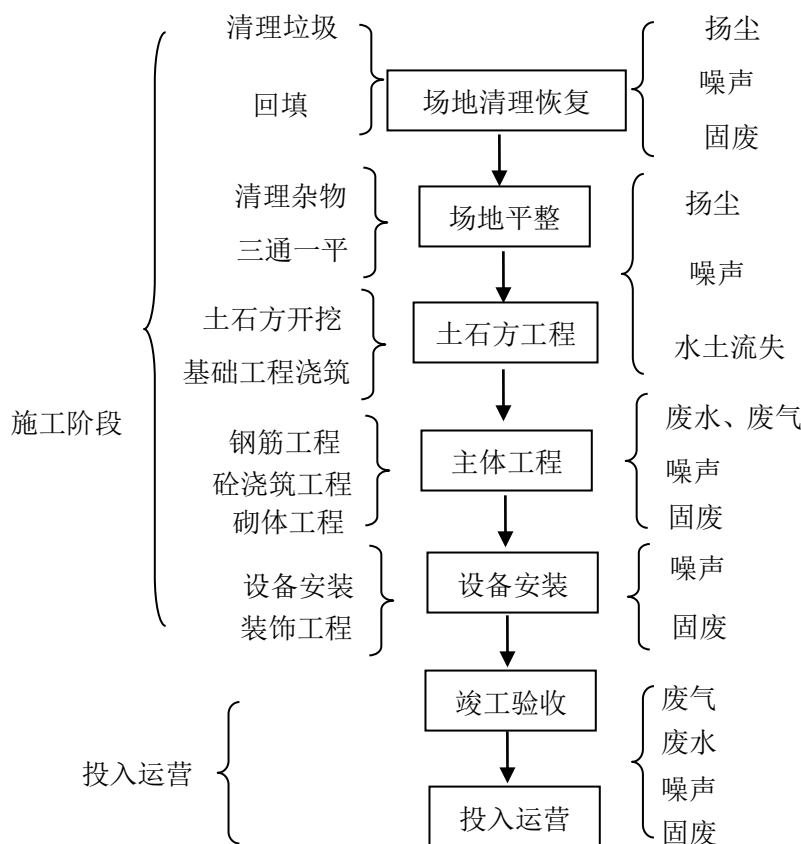 清理垃圾
扬尘
场地清理恢复
噪声
回填
固废
清理杂物
场地平整
扬尘
三通一平
噪声
土石方开挖
土石方工程
水土流失
基础工程浇筑
施工阶段
废水、废气
钢筋工程
主体工程
噪声
砼浇筑工程
砌体工程
固废
设备安装
设备安装
噪声
装饰工程
固废
竣工验收
废气
废水
投入运营
噪声
投入运营
固废